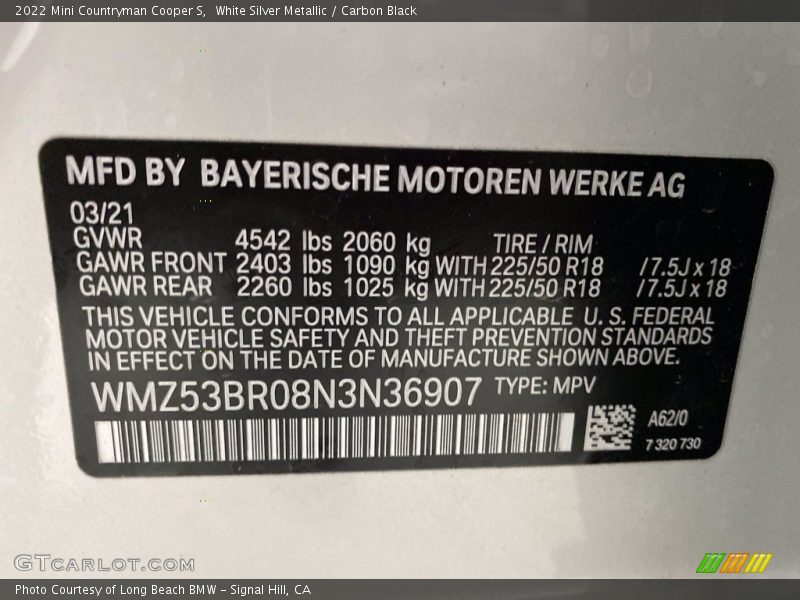 2022 Mini Countryman Cooper S,  White Silver Metallic / Carbon Black
MFD BY BAYERISCHE MOTOREN WERKE AG
03/21
GVWR 4542 lbs 2060 kg TIRE / RIM
GAWR FRONT 2403 lbs 1090 kg WITH 225/50 R18 /7.5J x 18
GAWR REAR 2260 lbs 1025 kg WITH 225/50 R18 /7.5J x 18
THIS VEHICLE CONFORMS TO ALL APPLICABLE U. S. FEDERAL
MOTOR VEHICLE SAFETY AND THEFT PREVENTION STANDARDS
IN EFFECT ON THE DATE OF MANUFACTURE SHOWN ABOVE.
WMZ53BR08N3N36907 TYPE: MPV
A62/0
7 320 730
GTCARLOT.COM
Photo Courtesy of Long Beach BMW - Signal Hill, CA